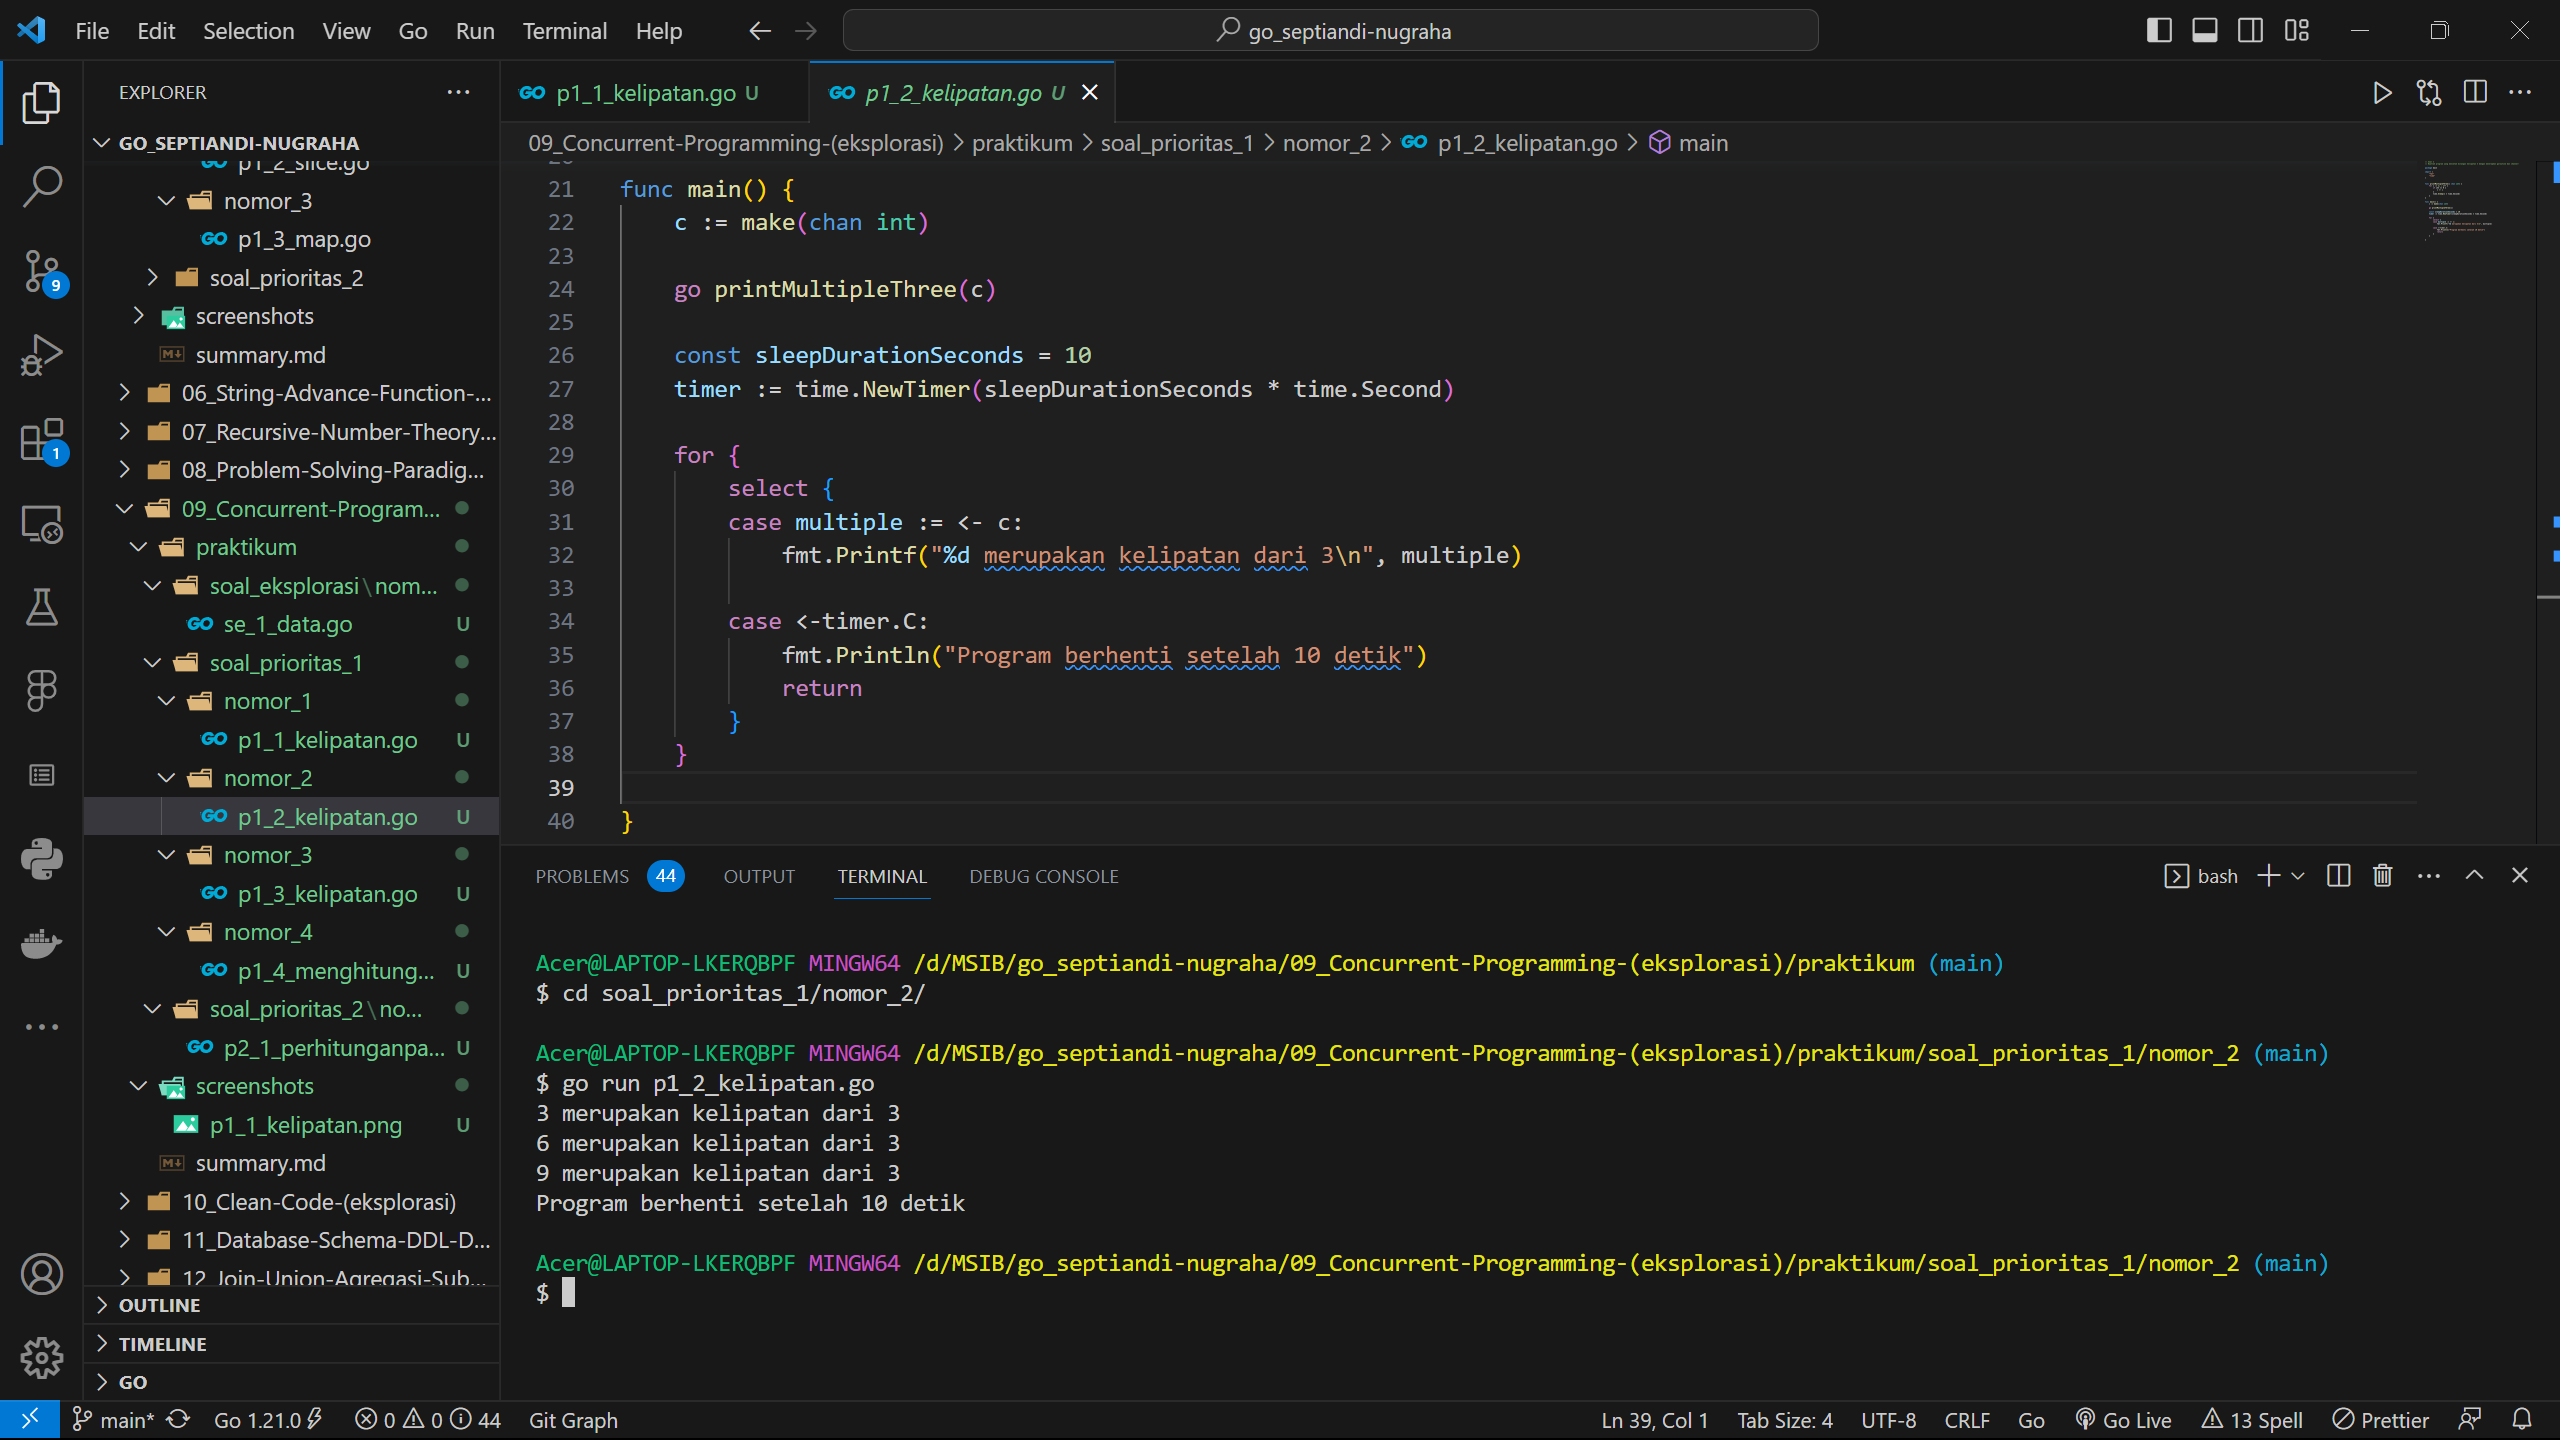 File Edit Selection View Go Run Terminal Help
go_septiandi-nugraha
EXPLORER
GO_SEPTIANDI-NUGRAHA
p1_2_slice.go
nomor_3
p1_3_map.go
soal_prioritas_2
screenshots
summary.md
06_String-Advance-Function-...
07_Recursive-Number-Theory...
08_Problem-Solving-Paradig...
09_Concurrent-Program...
praktikum
soal_eksplorasi\nom...
se_1_data.go U
soal_prioritas_1
nomor_1
p1_1_kelipatan.go U
nomor_2
p1_2_kelipatan.go U
nomor_3
p1_3_kelipatan.go U
nomor_4
p1_4_menghitung... U
soal_prioritas_2\no...
p2_1_perhitunganpa... U
screenshots
p1_1_kelipatan.png U
summary.md
10_Clean-Code-(eksplorasi)
11_Database-Schema-DDL-D...
12_Join-Union-Agregasi-Sub...
OUTLINE
TIMELINE
GO
9
1
p1_1_kelipatan.go U
p1_2_kelipatan.go U
09_Concurrent-Programming-(eksplorasi) > praktikum > soal_prioritas_1 > nomor_2 > p1_2_kelipatan.go > main
20
21 func main() {
22 c := make(chan int)
23
24 go printMultipleThree(c)
25
26 const sleepDurationSeconds = 10
27 timer := time.NewTimer(sleepDurationSeconds * time.Second)
28
29 for {
30 select {
31 case multiple := <- c:
32 fmt.Printf("%d merupakan kelipatan dari 3\n", multiple)
33
34 case <-timer.C:
35 fmt.Println("Program berhenti setelah 10 detik")
36 return
37 }
38 }
39
40 }
PROBLEMS 44 OUTPUT TERMINAL DEBUG CONSOLE
bash
Acer@LAPTOP-LKERQBPF MINGW64 /d/MSIB/go_septiandi-nugraha/09_Concurrent-Programming-(eksplorasi)/praktikum (main)
$ cd soal_prioritas_1/nomor_2/
Acer@LAPTOP-LKERQBPF MINGW64 /d/MSIB/go_septiandi-nugraha/09_Concurrent-Programming-(eksplorasi)/praktikum/soal_prioritas_1/nomor_2 (main)
$ go run p1_2_kelipatan.go
3 merupakan kelipatan dari 3
6 merupakan kelipatan dari 3
9 merupakan kelipatan dari 3
Program berhenti setelah 10 detik
Acer@LAPTOP-LKERQBPF MINGW64 /d/MSIB/go_septiandi-nugraha/09_Concurrent-Programming-(eksplorasi)/praktikum/soal_prioritas_1/nomor_2 (main)
$
main* Go 1.21.0 0 0 44 Git Graph
Ln 39, Col 1 Tab Size: 4 UTF-8 CRLF Go Go Live 13 Spell Prettier